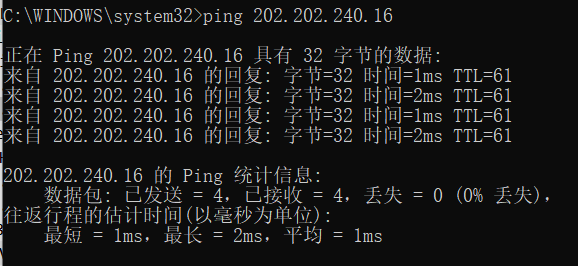 C:\WINDOWS\system32>ping 202.202.240.16
正在 Ping 202.202.240.16 具有 32 字节的数据:
来自 202.202.240.16 的回复: 字节=32 时间=1ms TTL=61
来自 202.202.240.16 的回复: 字节=32 时间=2ms TTL=61
来自 202.202.240.16 的回复: 字节=32 时间=1ms TTL=61
来自 202.202.240.16 的回复: 字节=32 时间=2ms TTL=61
202.202.240.16 的 Ping 统计信息:
数据包: 已发送 = 4，已接收 = 4，丢失 = 0 (0% 丢失)，
往返行程的估计时间(以毫秒为单位):
最短 = 1ms，最长 = 2ms，平均 = 1ms